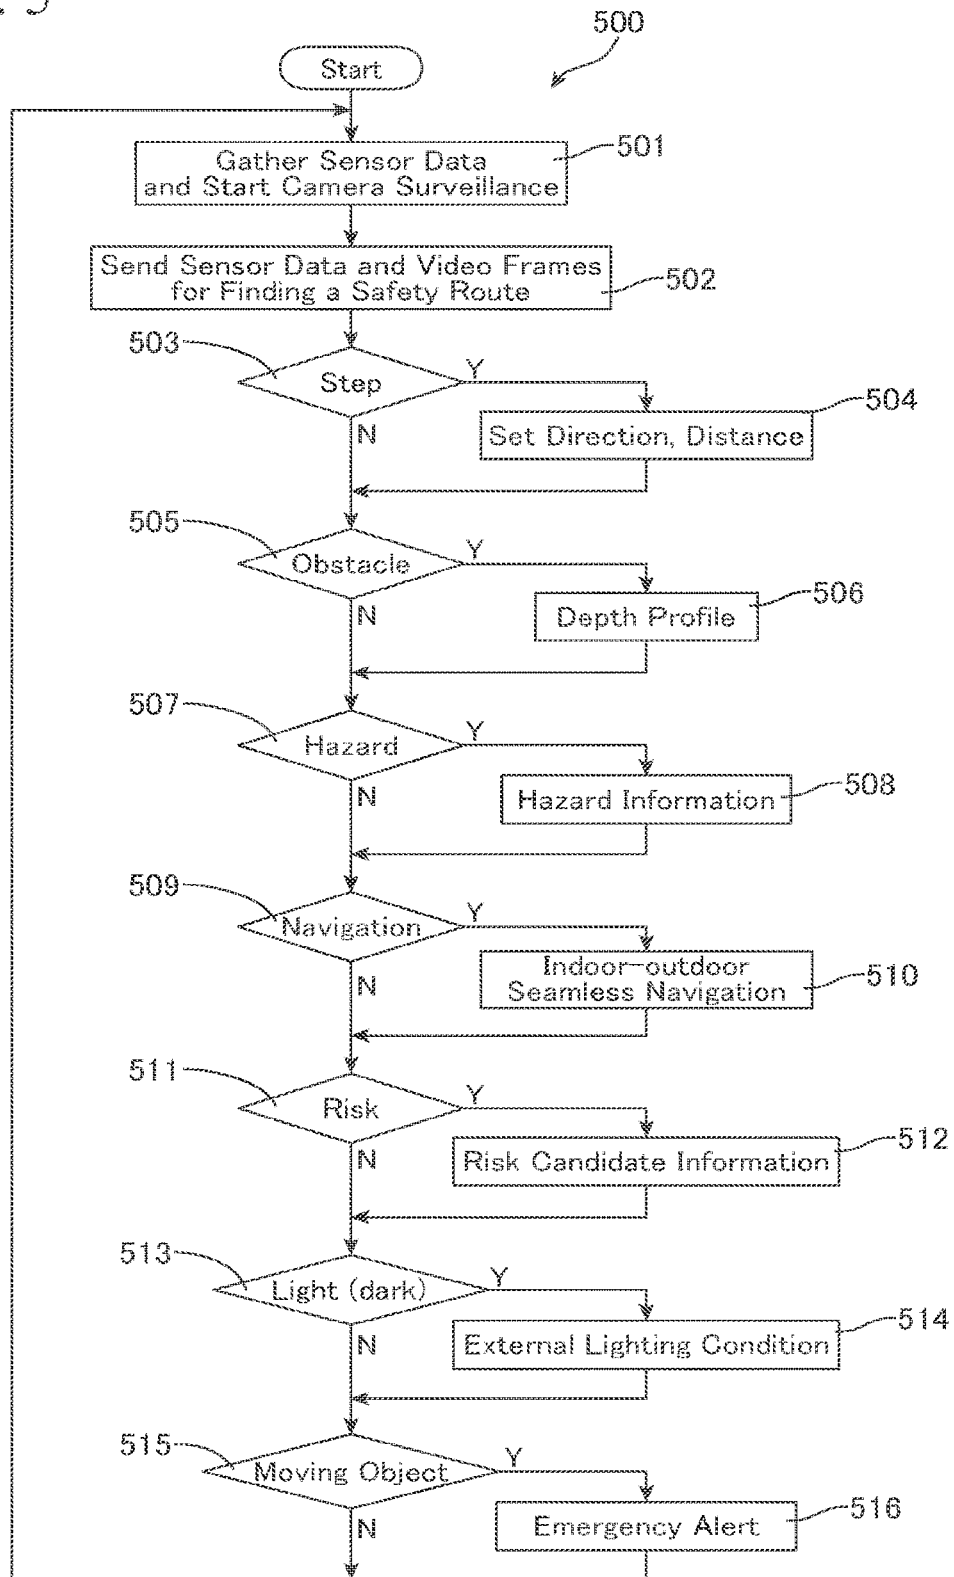 500
Start
Gather Sensor Data
and Start Camera Surveillance
501
Send Sensor Data and Video Frames
for Finding a Safety Route
502
503
Step
Y
N
Set Direction, Distance
504
505
Obstacle
Y
N
Depth Profile
506
507
Hazard
Y
N
Hazard Information
508
509
Navigation
Y
N
Indoor-outdoor
Seamless Navigation
510
511
Risk
Y
N
Risk Candidate Information
512
513
Light (dark)
Y
N
External Lighting Condition
514
515
Moving Object
Y
N
Emergency Alert
516